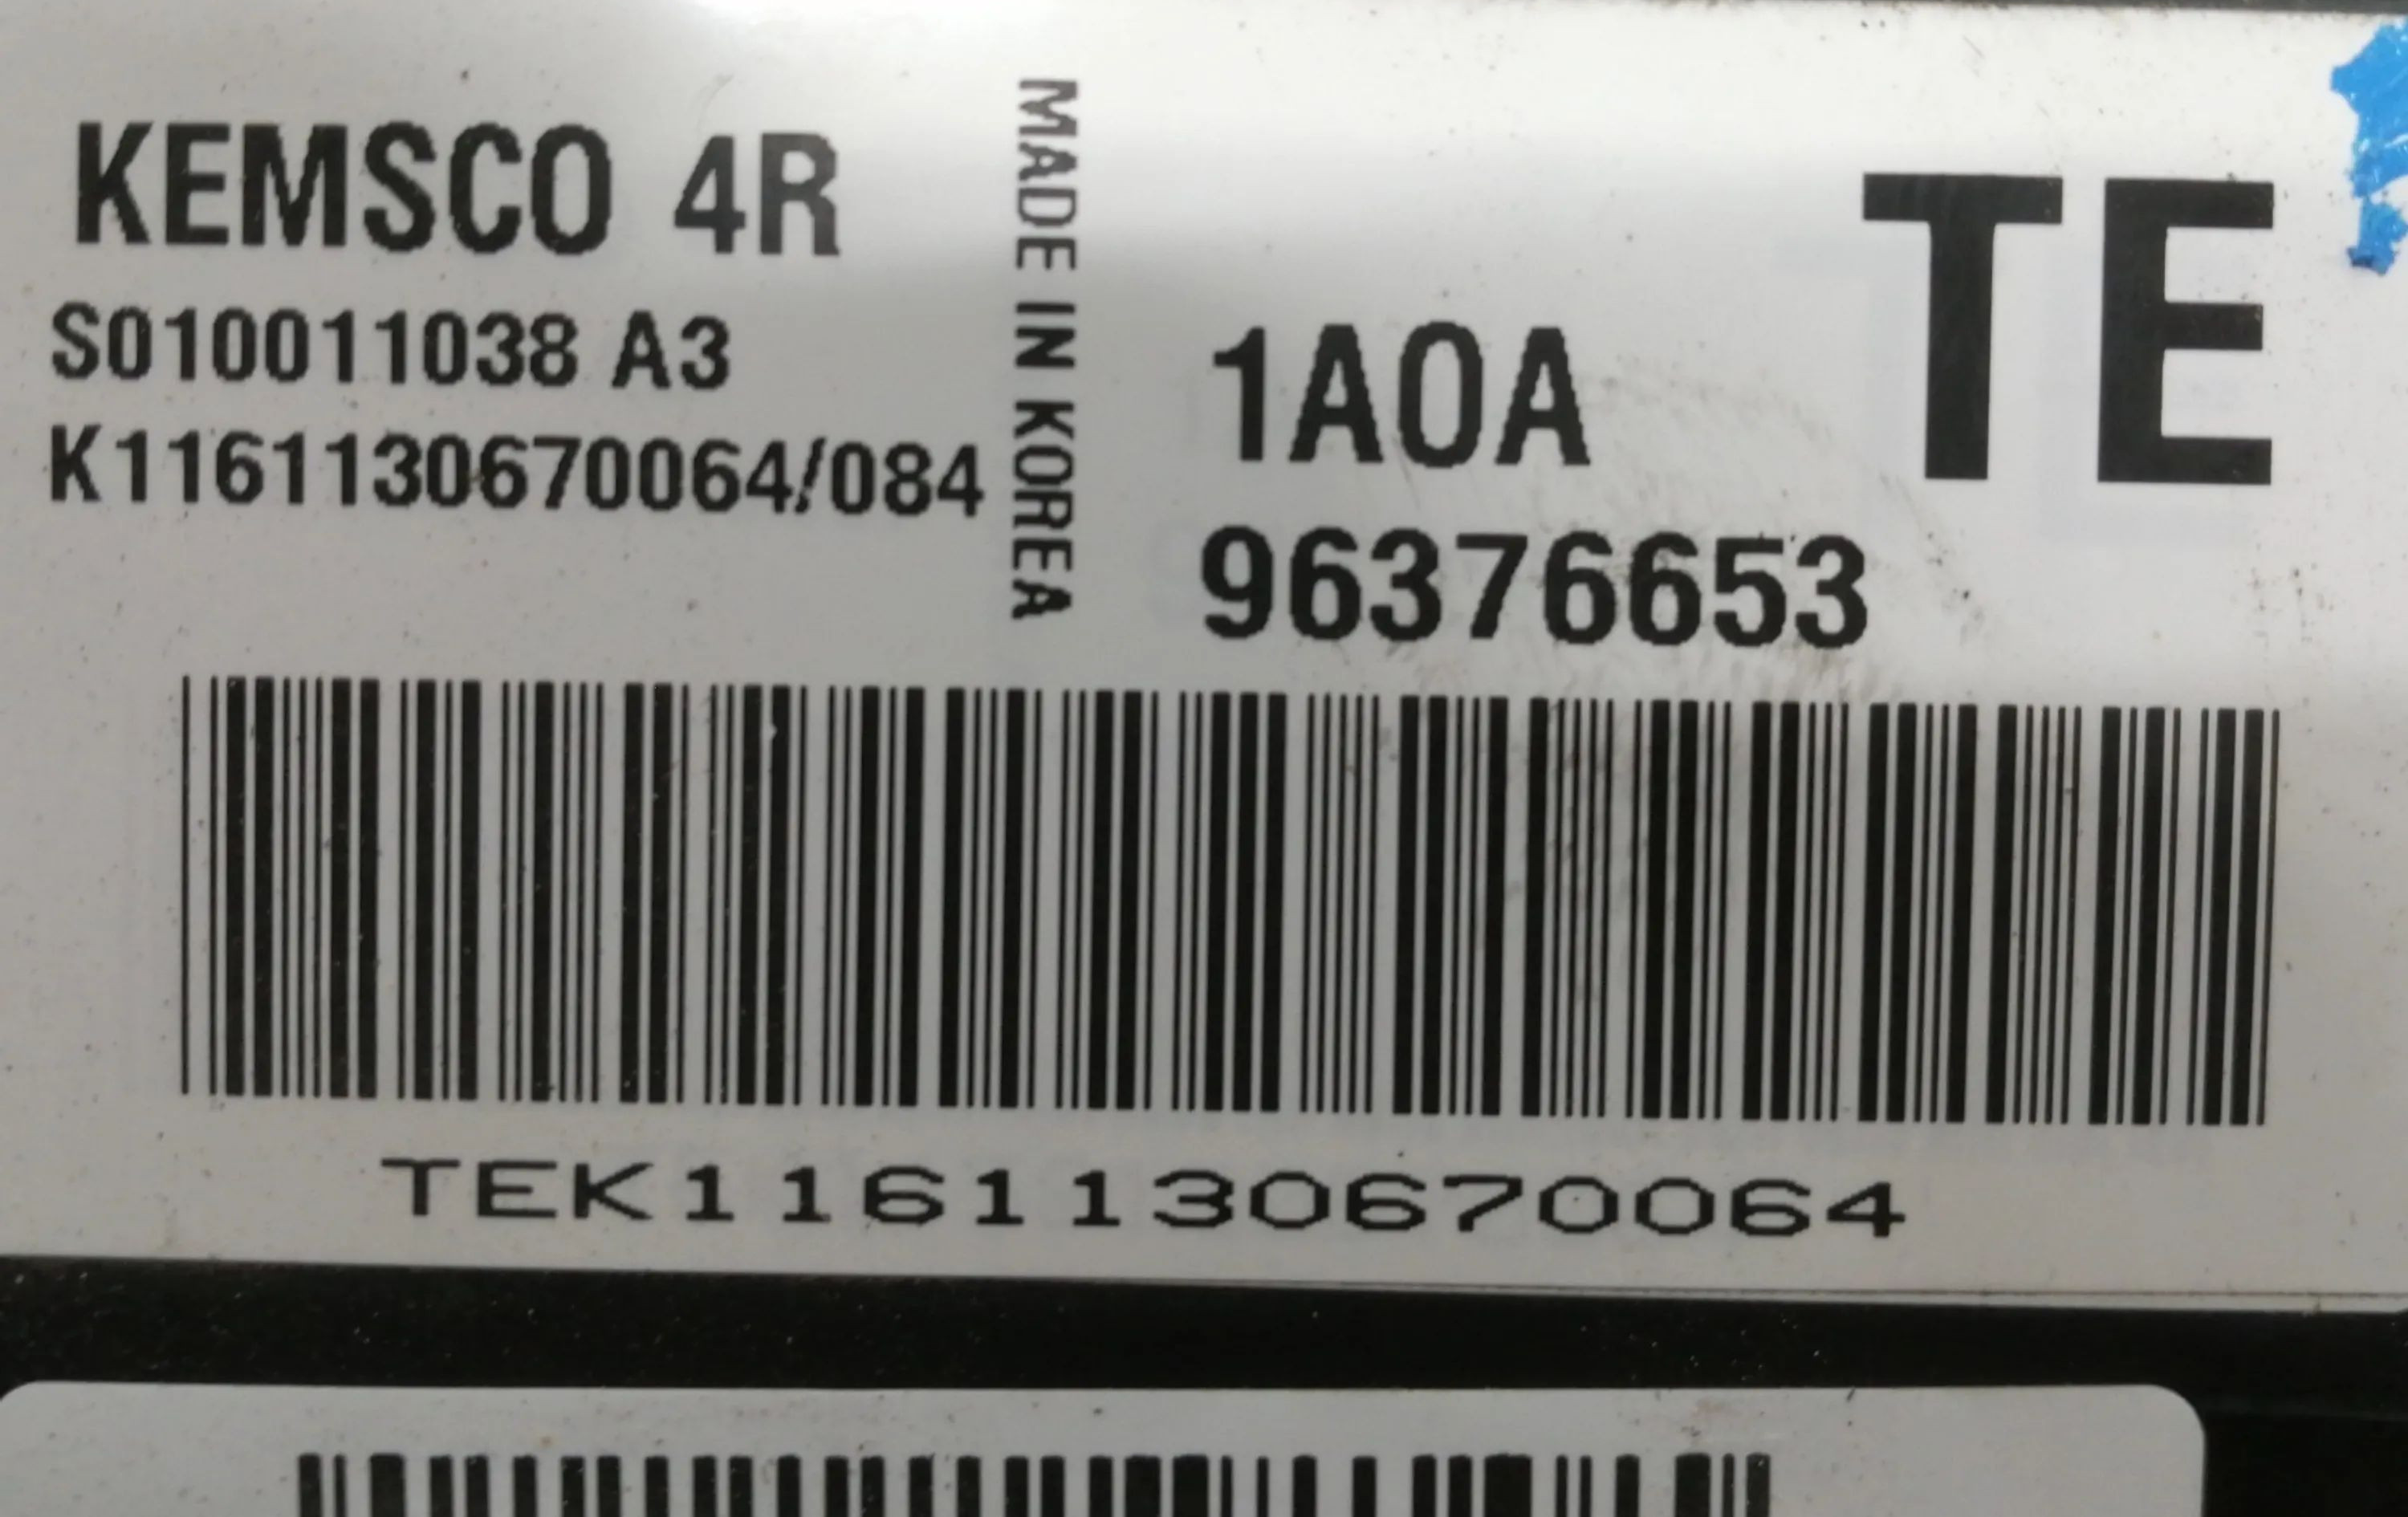 KEMSCO 4R
S010011038 A3
K1161130670064/084
MADE IN KOREA
1A0A
TE
96376653
TEK1161130670064